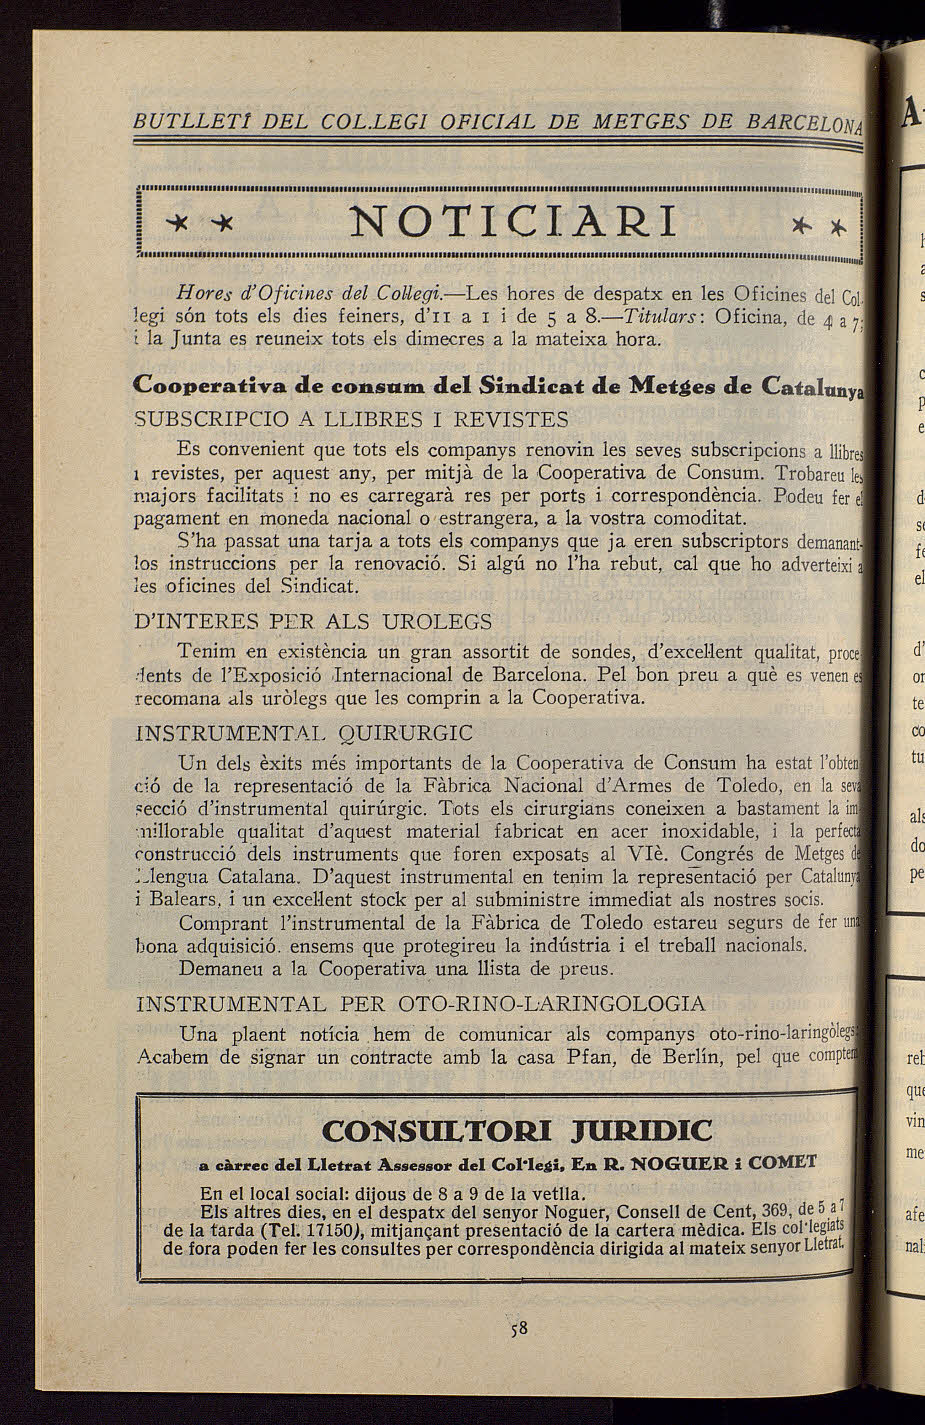 BUTLLETÍ DEL COL.LEGI OFICIAL DE METGES DE BARCELONA
NOTICIARI
Hores d'Oficines del Col·legi.—Les hores de despatx en les Oficines del Col-
legi són tots els dies feiners, d'11 a 1 i de 5 a 8.—Titulars: Oficina, de 4 a 7;
i la Junta es reuneix tots els dimecres a la mateixa hora.
Cooperativa de consum del Sindicat de Metges de Catalunya
SUBSCRIPCIO A LLIBRES I REVISTES
Es convenient que tots els companys renovin les seves subscripcions a llibres
i revistes, per aquest any, per mitjà de la Cooperativa de Consum. Trobareu les
majors facilitats i no es carregarà res per ports i correspondència. Podeu fer el
pagament en moneda nacional o estrangera, a la vostra comoditat.
S'ha passat una tarja a tots els companys que ja eren subscriptors demanant-
los instruccions per la renovació. Si algú no l'ha rebut, cal que ho adverteixi a
les oficines del Sindicat.
D'INTERES PER ALS UROLEGS
Tenim en existència un gran assortit de sondes, d'excel·lent qualitat, proce-
dents de l'Exposició Internacional de Barcelona. Pel bon preu a què es venen es
recomana als uròlegs que les comprin a la Cooperativa.
INSTRUMENTAL QUIRURGIC
Un dels èxits més importants de la Cooperativa de Consum ha estat l'obten-
ció de la representació de la Fàbrica Nacional d'Armes de Toledo, en la seva
secció d'instrumental quirúrgic. Tots els cirurgians coneixen a bastament la im-
millorable qualitat d'aquest material fabricat en acer inoxidable, i la perfecta
construcció dels instruments que foren exposats al VIè. Congrés de Metges de
Llengua Catalana. D'aquest instrumental en tenim la representació per Catalunya
i Balears, i un excel·lent stock per al subministre immediat als nostres socis.
Comprant l'instrumental de la Fàbrica de Toledo estareu segurs de fer una
bona adquisició. ensems que protegireu la indústria i el treball nacionals.
Demaneu a la Cooperativa una llista de preus.
INSTRUMENTAL PER OTO-RINO-LARINGOLOGIA
Una plaent notícia hem de comunicar als companys oto-rino-laringòlegs:
Acabem de signar un contracte amb la casa Pfan, de Berlín, pel que comptem
CONSULTORI JURIDIC
a càrrec del Lletrat Assessor del Col·legi, En R. NOGUER i COMET
En el local social: dijous de 8 a 9 de la vetlla.
Els altres dies, en el despatx del senyor Noguer, Consell de Cent, 369, de 5 a 7
de la tarda (Tel. 17150), mitjançant presentació de la cartera mèdica. Els col·legiats
de fora poden fer les consultes per correspondència dirigida al mateix senyor Lletrat.
58